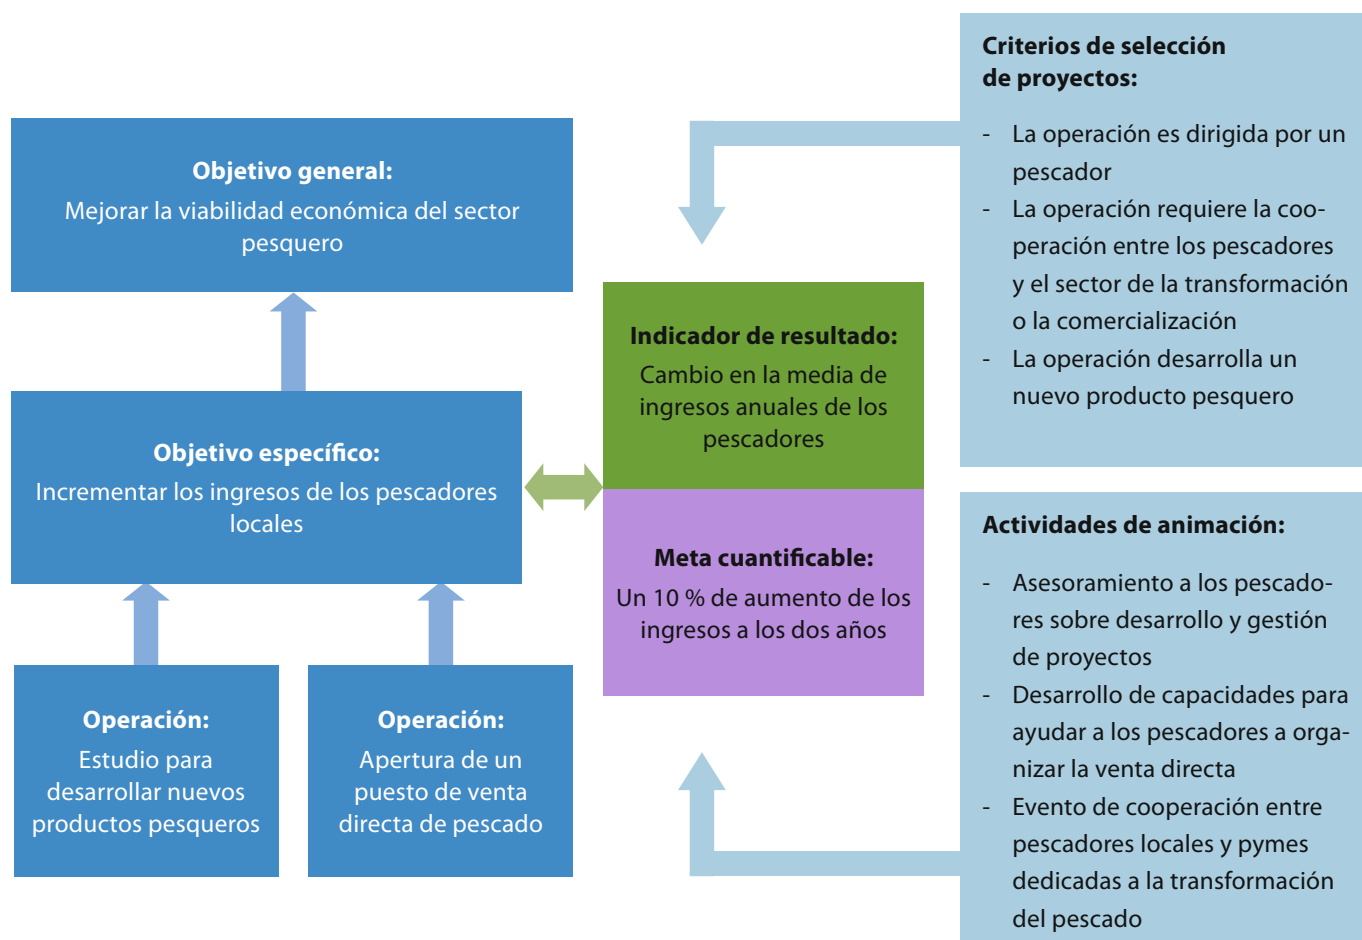 Objetivo general:
Mejorar la viabilidad económica del sector
pesquero
Objetivo específico:
Incrementar los ingresos de los pescadores
locales
Operación:
Estudio para
desarrollar nuevos
productos pesqueros
Operación:
Apertura de un
puesto de venta
directa de pescado
Indicador de resultado:
Cambio en la media de
ingresos anuales de los
pescadores
Meta cuantificable:
Un 10 % de aumento de los
ingresos a los dos años
Criterios de selección
de proyectos:
- La operación es dirigida por un
pescador
- La operación requiere la coo-
peración entre los pescadores
y el sector de la transformación
o la comercialización
- La operación desarrolla un
nuevo producto pesquero
Actividades de animación:
- Asesoramiento a los pescado-
res sobre desarrollo y gestión
de proyectos
- Desarrollo de capacidades para
ayudar a los pescadores a orga-
nizar la venta directa
- Evento de cooperación entre
pescadores locales y pymes
dedicadas a la transformación
del pescado